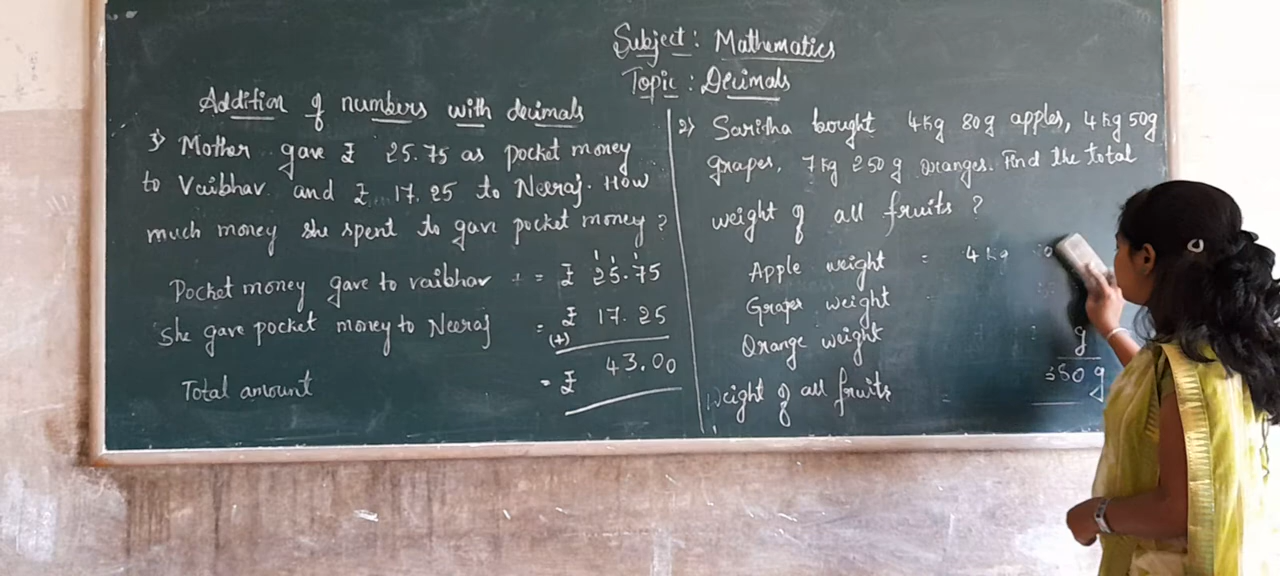 Subject: Mathematics
Topic: Decimals
Addition of numbers with decimals
1) Mother gave ₹ 25.75 as pocket money
to Vaibhav and ₹ 17.25 to Neeraj. How
much money she spent to gave pocket money?
Pocket money gave to vaibhav = ₹ 25.75
She gave pocket money to Neeraj = ₹ 17.25
(+)
Total amount = ₹ 43.00
2) Saritha bought 4kg 80g apples, 4kg 50g
grapes, 7kg 250g oranges. Find the total
weight of all fruits?
Apple weight = 4 kg
Grapes weight =
Orange weight g
weight of all fruits = 80 g